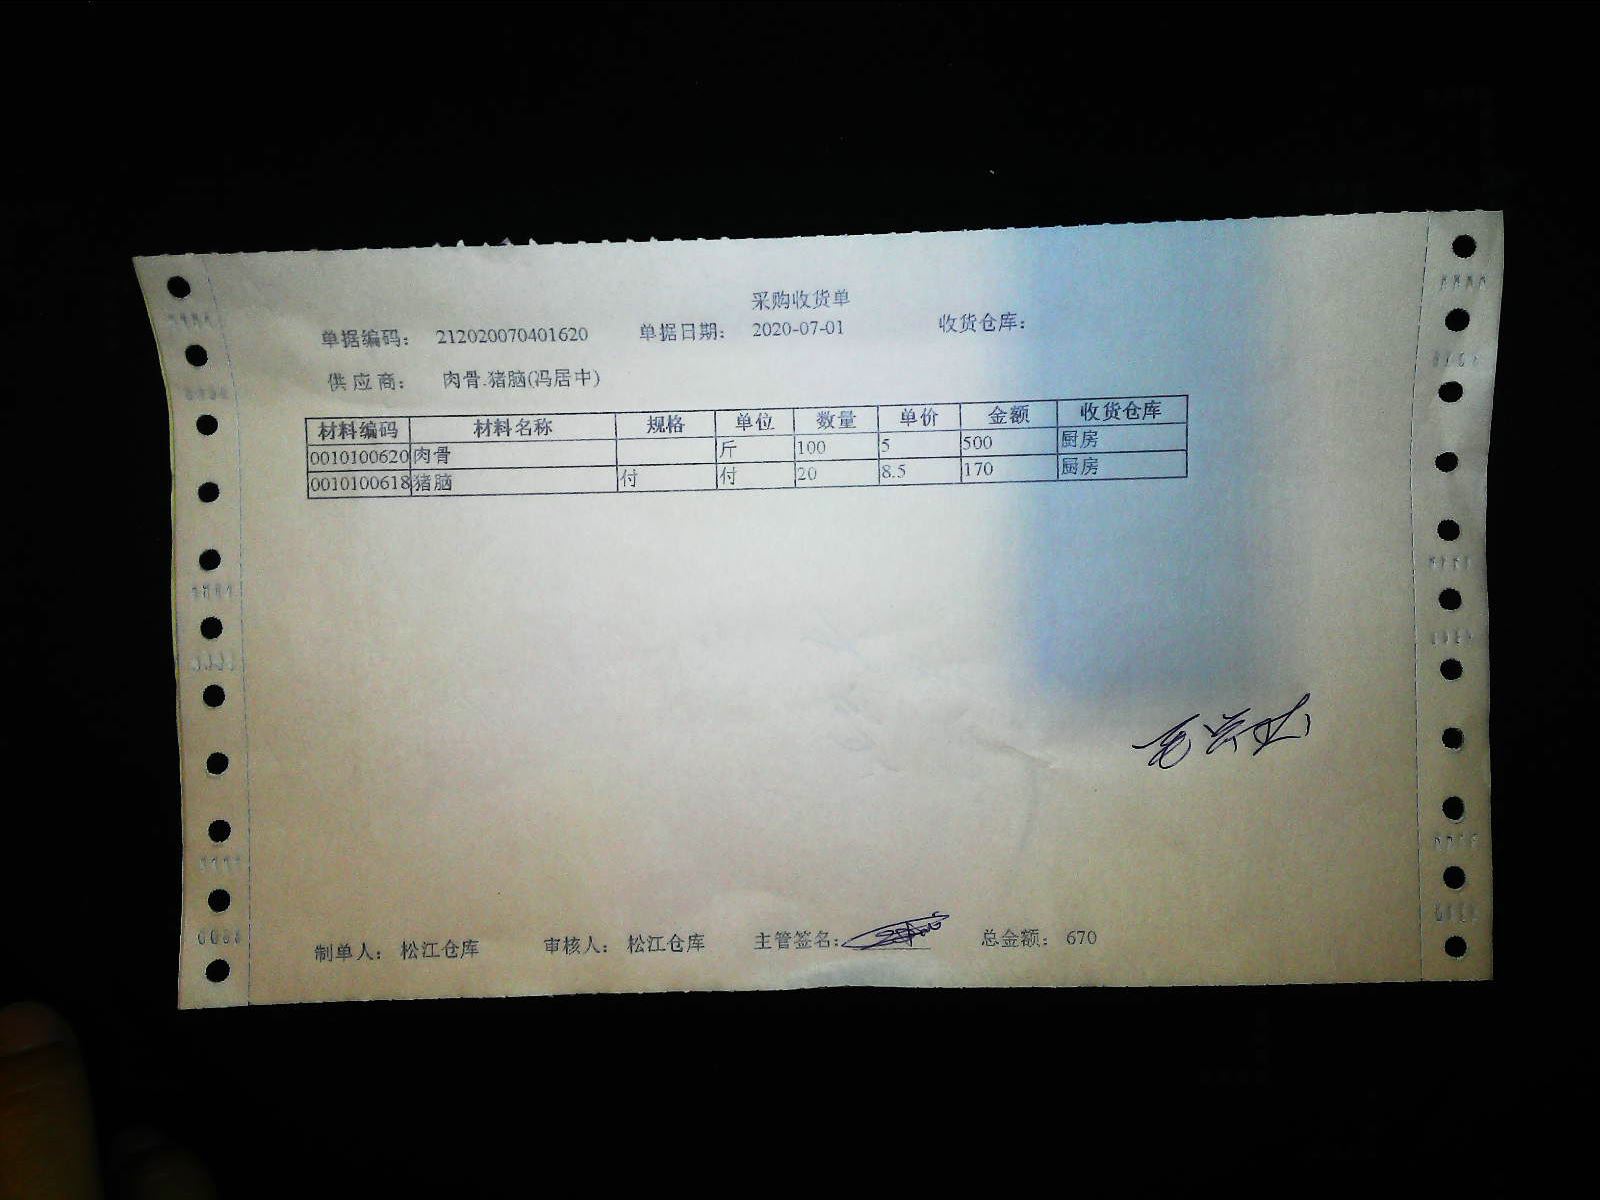 采购收货单
单据编码： 212020070401620 单据日期： 2020-07-01 收货仓库：
供应商： 肉骨.猪脑(冯居中)
材料编码 材料名称 规格 单位 数量 单价 金额 收货仓库
0010100620 肉骨 斤 100 5 500 厨房
0010100618 猪脑 付 付 20 8.5 170 厨房
制单人： 松江仓库 审核人： 松江仓库 主管签名： 总金额： 670